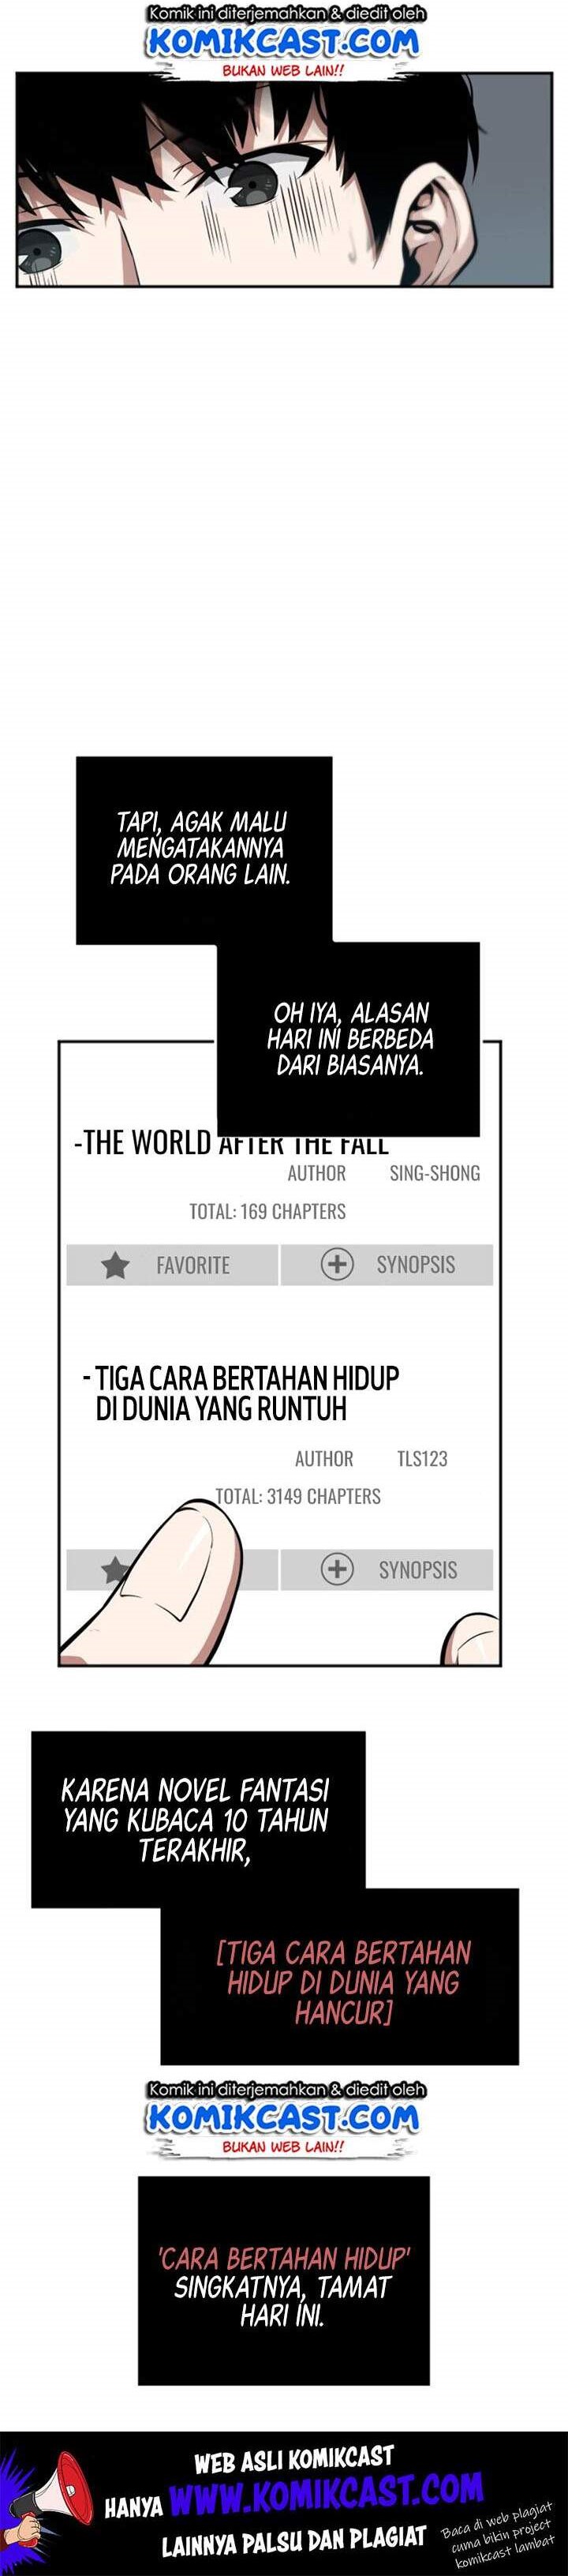 Komik ini diterjemahkan & diedit oleh
KOMIKCAST.COM
BUKAN WEB LAIN!!
TAPI, AGAK MALU
MENGATAKANNYA
PADA ORANG LAIN.
OH IYA, ALASAN
HARI INI BERBEDA
DARI BIASANYA.
-THE WORLD AFTER THE FALL
AUTHOR SING-SHONG
TOTAL: 169 CHAPTERS
FAVORITE SYNOPSIS
- TIGA CARA BERTAHAN HIDUP
DI DUNIA YANG RUNTUH
AUTHOR TLS123
TOTAL: 3149 CHAPTERS
SYNOPSIS
KARENA NOVEL FANTASI
YANG KUBACA 10 TAHUN
TERAKHIR,
[TIGA CARA BERTAHAN
HIDUP DI DUNIA YANG
HANCUR]
Komik ini diterjemahkan & diedit oleh
KOMIKCAST.COM
BUKAN WEB LAIN!!
'CARA BERTAHAN HIDUP'
SINGKATNYA, TAMAT
HARI INI.
WEB ASLI KOMIKCAST
HANYA WWW.KOMIKCAST.COM
LAINNYA PALSU DAN PLAGIAT
Baca di web plagiat
cuma bikin project
komikcast lambat